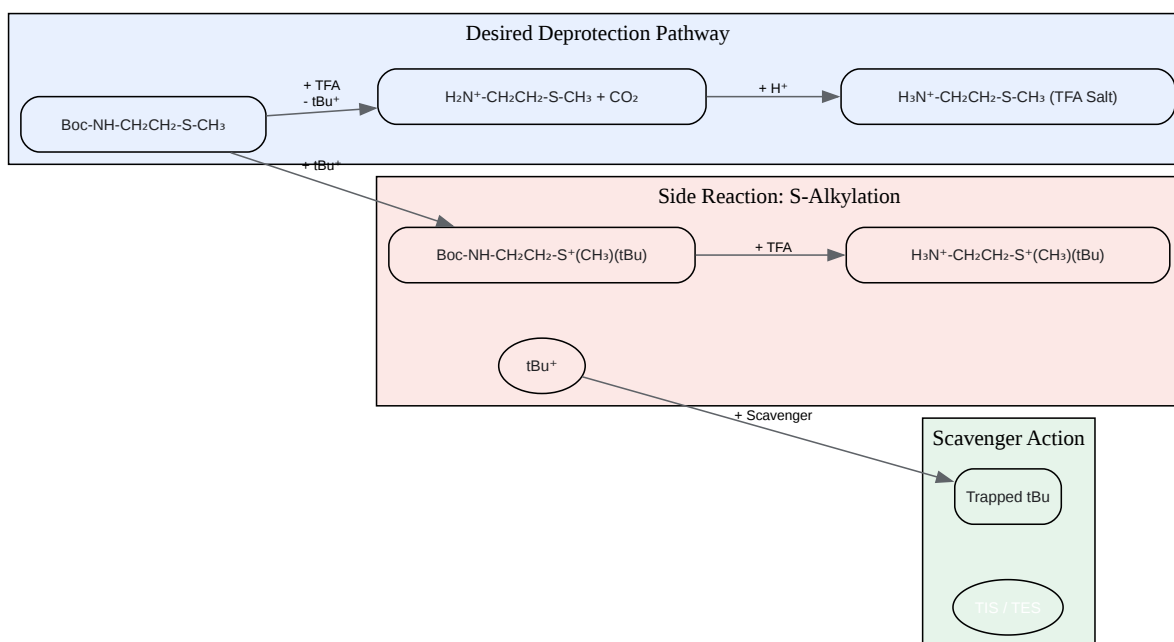 Desired Deprotection Pathway
+ TFA
- tBu⁺
Boc-NH-CH₂CH₂-S-CH₃
H₂N⁺-CH₂CH₂-S-CH₃ + CO₂
+ H⁺
H₃N⁺-CH₂CH₂-S-CH₃ (TFA Salt)
+ tBu⁺
Side Reaction: S-Alkylation
Boc-NH-CH₂CH₂-S⁺(CH₃)(tBu)
+ TFA
H₃N⁺-CH₂CH₂-S⁺(CH₃)(tBu)
tBu⁺
+ Scavenger
Scavenger Action
Trapped tBu
TIS / TES